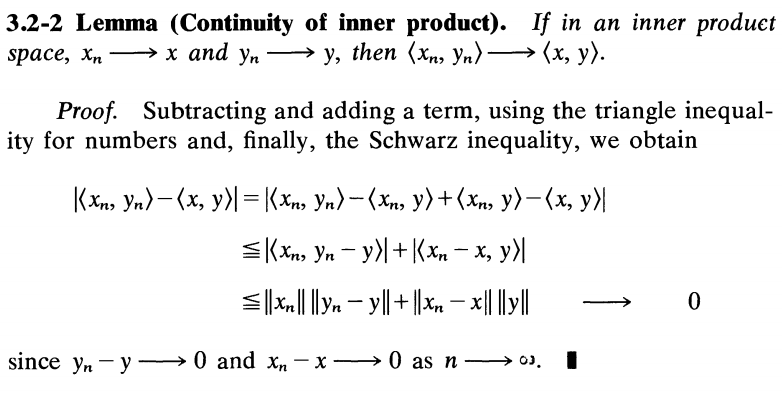 3.2-2 Lemma (Continuity of inner product). If in an inner product
space, xₙ ⟶ x and yₙ ⟶ y, then ⟨xₙ, yₙ⟩ ⟶ ⟨x, y⟩.
Proof. Subtracting and adding a term, using the triangle inequal-
ity for numbers and, finally, the Schwarz inequality, we obtain
|⟨xₙ, yₙ⟩ − ⟨x, y⟩| = |⟨xₙ, yₙ⟩ − ⟨xₙ, y⟩ + ⟨xₙ, y⟩ − ⟨x, y⟩|
≦ |⟨xₙ, yₙ − y⟩| + |⟨xₙ − x, y⟩|
≦ ‖xₙ‖ ‖yₙ − y‖ + ‖xₙ − x‖ ‖y‖ ⟶ 0
since yₙ − y ⟶ 0 and xₙ − x ⟶ 0 as n ⟶ ∞. ▮